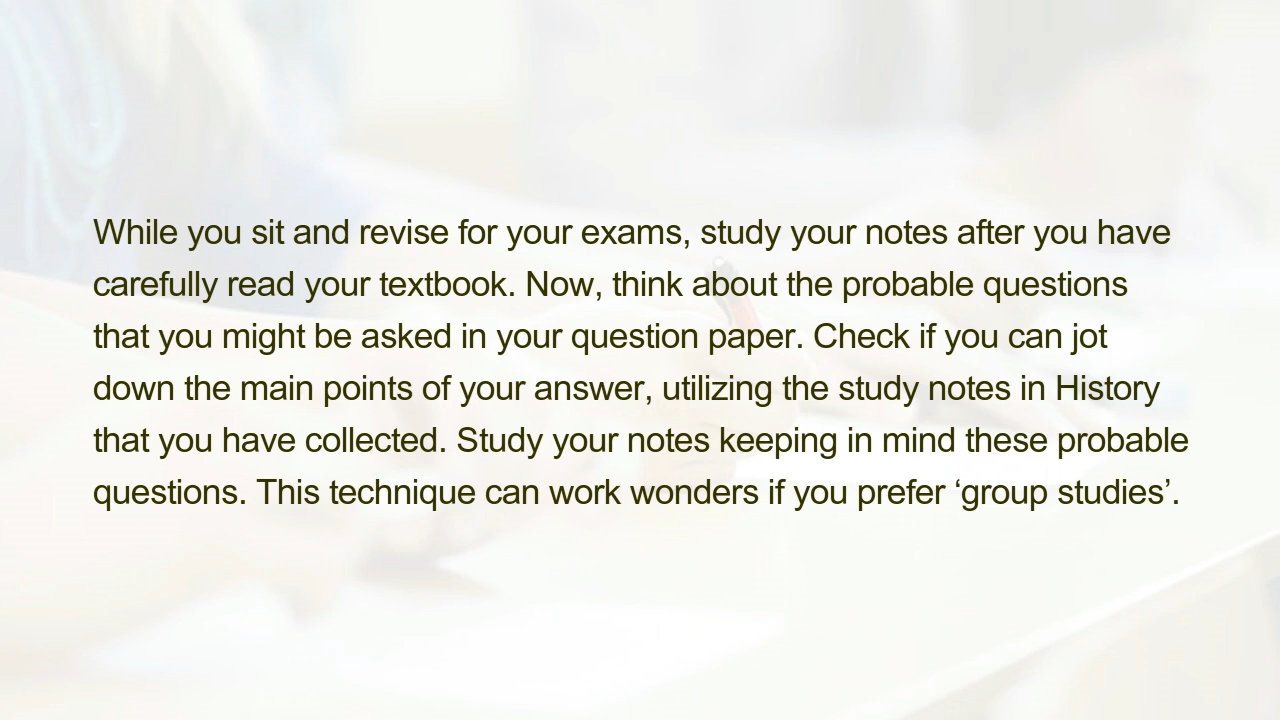 While you sit and revise for your exams, study your notes after you have
carefully read your textbook. Now, think about the probable questions
that you might be asked in your question paper. Check if you can jot
down the main points of your answer, utilizing the study notes in History
that you have collected. Study your notes keeping in mind these probable
questions. This technique can work wonders if you prefer ‘group studies’.